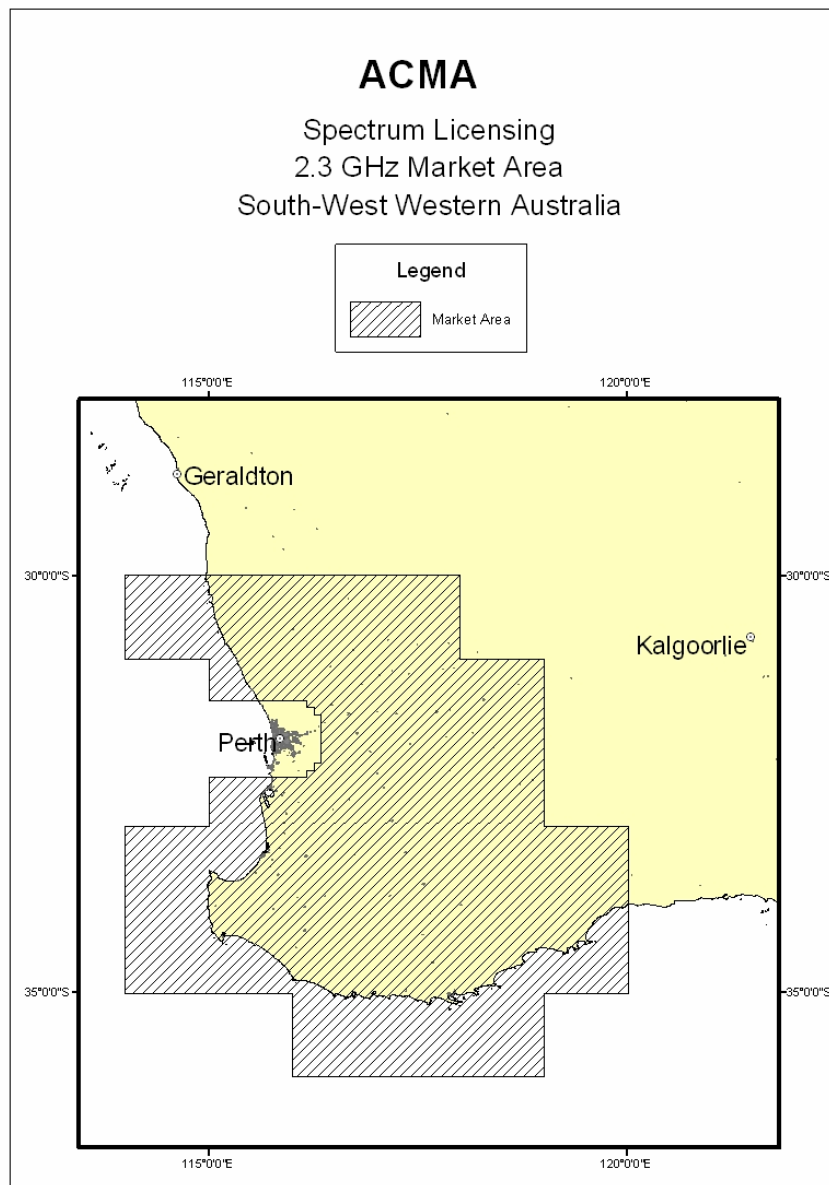 ACMA
Spectrum Licensing
2.3 GHz Market Area
South-West Western Australia
Legend
Market Area
115°0'0"E
120°0'0"E
Geraldton
30°0'0"S
30°0'0"S
Kalgoorlie
Perth
35°0'0"S
35°0'0"S
115°0'0"E
120°0'0"E